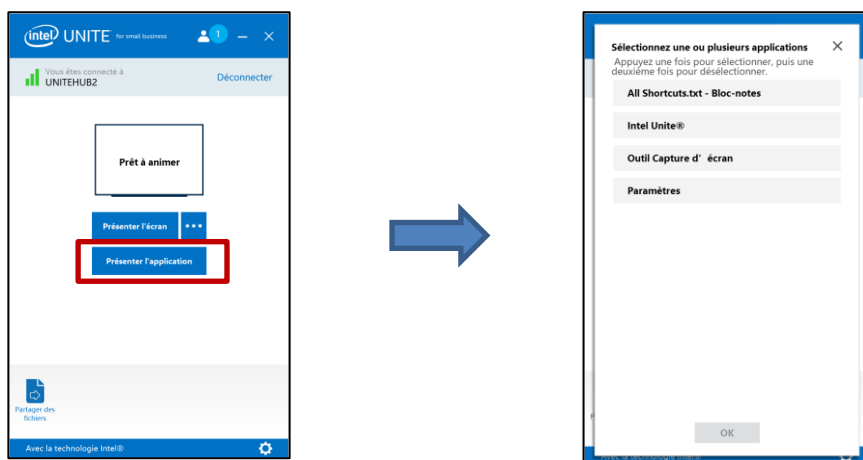 intel UNITE for small business 1
Vous êtes connecté à
UNITEHUB2
Déconnecter
Prêt à animer
Présenter l'écran
Présenter l'application
Partager des
fichiers
Avec la technologie Intel®
Sélectionnez une ou plusieurs applications
Appuyez une fois pour sélectionner, puis une
deuxième fois pour désélectionner.
All Shortcuts.txt - Bloc-notes
Intel Unite®
Outil Capture d' écran
Paramètres
OK